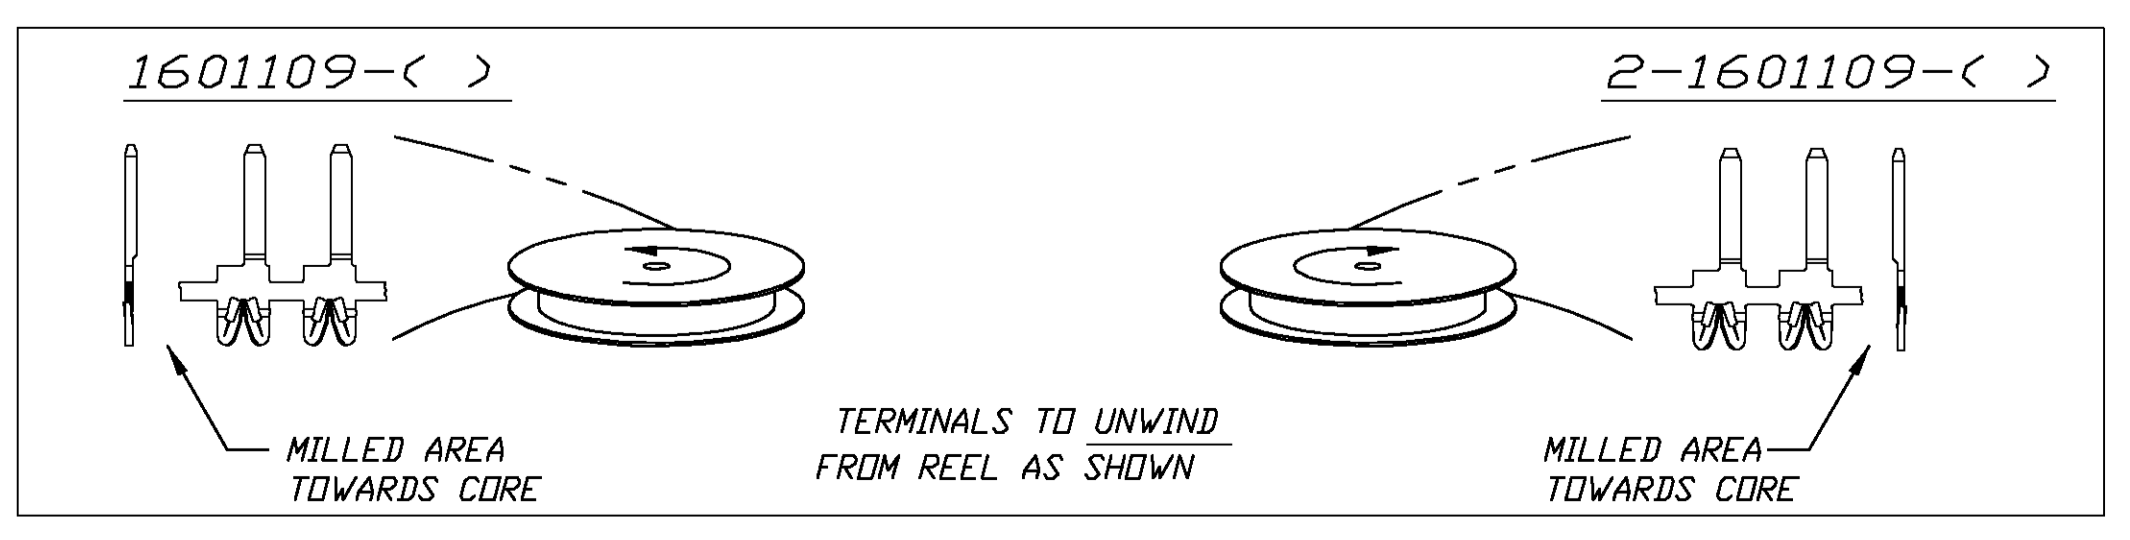 1601109-( )
2-1601109-( )
TERMINALS TO UNWIND
FROM REEL AS SHOWN
MILLED AREA
TOWARDS CORE
MILLED AREA
TOWARDS CORE